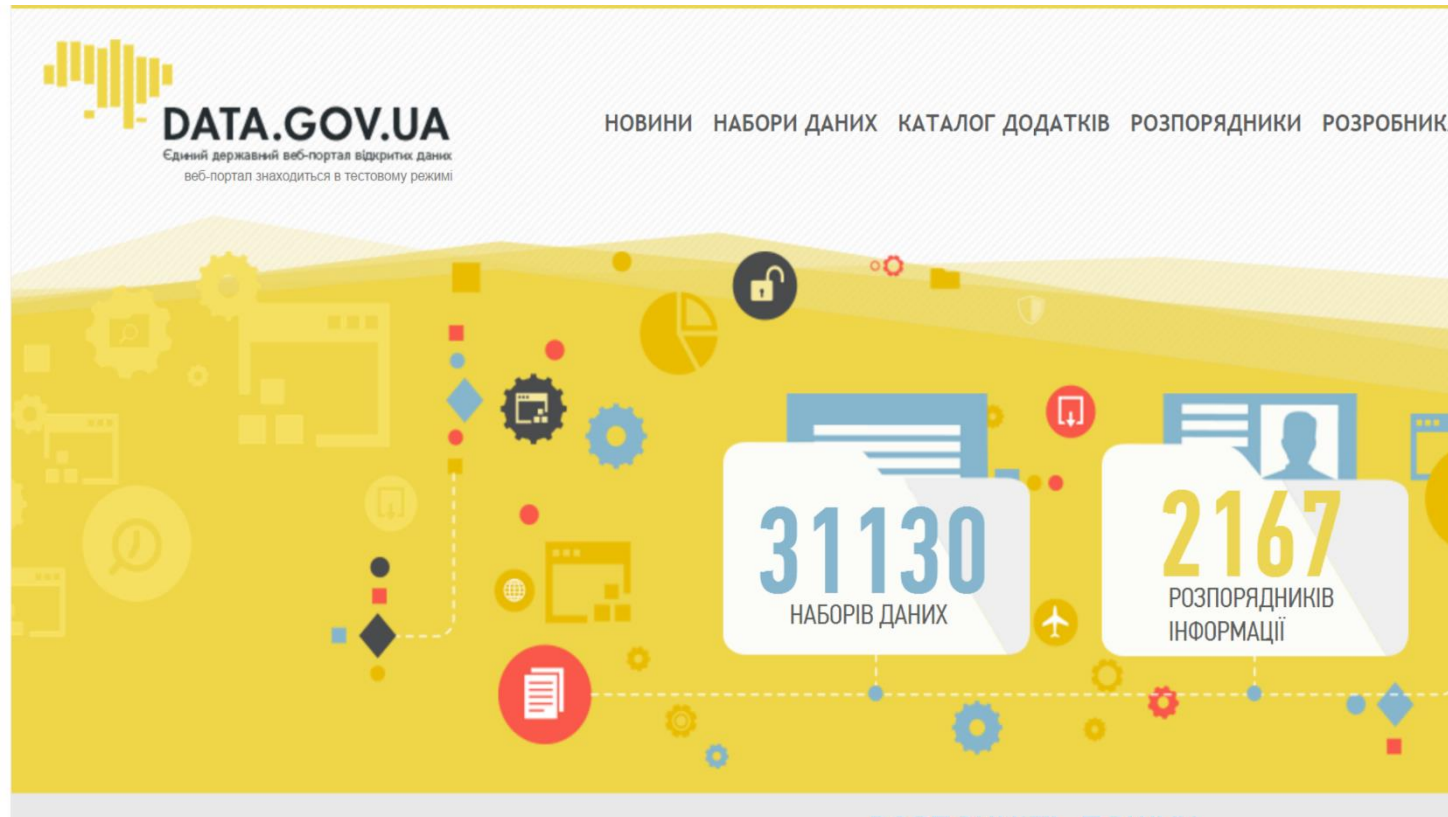 DATA.GOV.UA
Єдиний державний веб-портал відкритих даних
веб-портал знаходиться в тестовому режимі
НОВИНИ НАБОРИ ДАНИХ КАТАЛОГ ДОДАТКІВ РОЗПОРЯДНИКИ РОЗРОБНИК
31130
НАБОРІВ ДАНИХ
2167
РОЗПОРЯДНИКІВ
ІНФОРМАЦІЇ